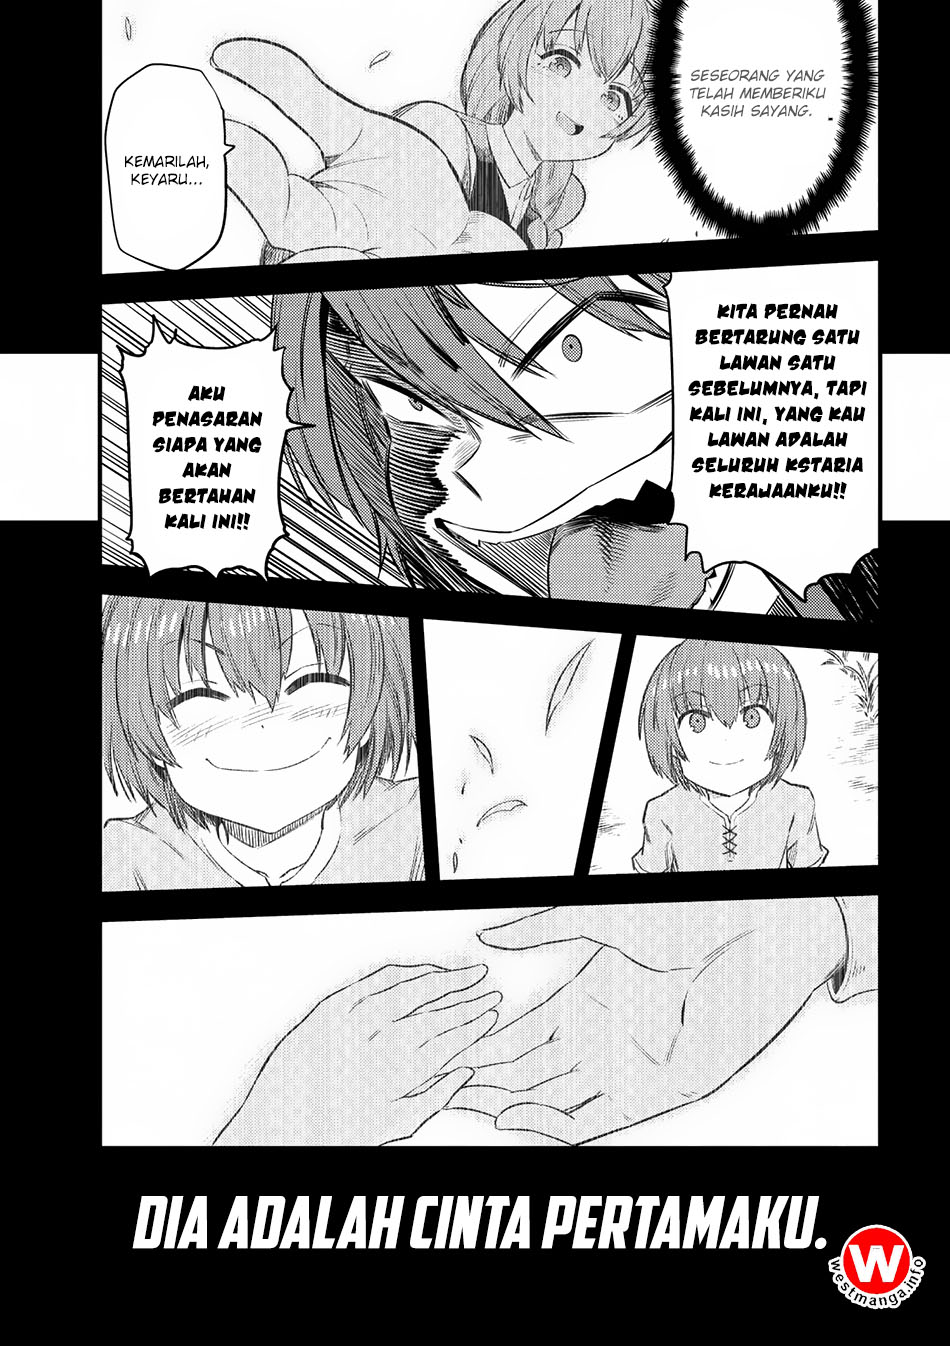 SESEORANG YANG
TELAH MEMBERIKU
KASIH SAYANG.
KEMARILAH,
KEYARU...
KITA PERNAH
BERTARUNG SATU
LAWAN SATU
SEBELUMNYA, TAPI
KALI INI, YANG KAU
LAWAN ADALAH
SELURUH KSTARIA
KERAJAANKU!!
AKU
PENASARAN
SIAPA YANG
AKAN
BERTAHAN
KALI INI!!
DIA ADALAH CINTA PERTAMAKU.
W
westmanga.info